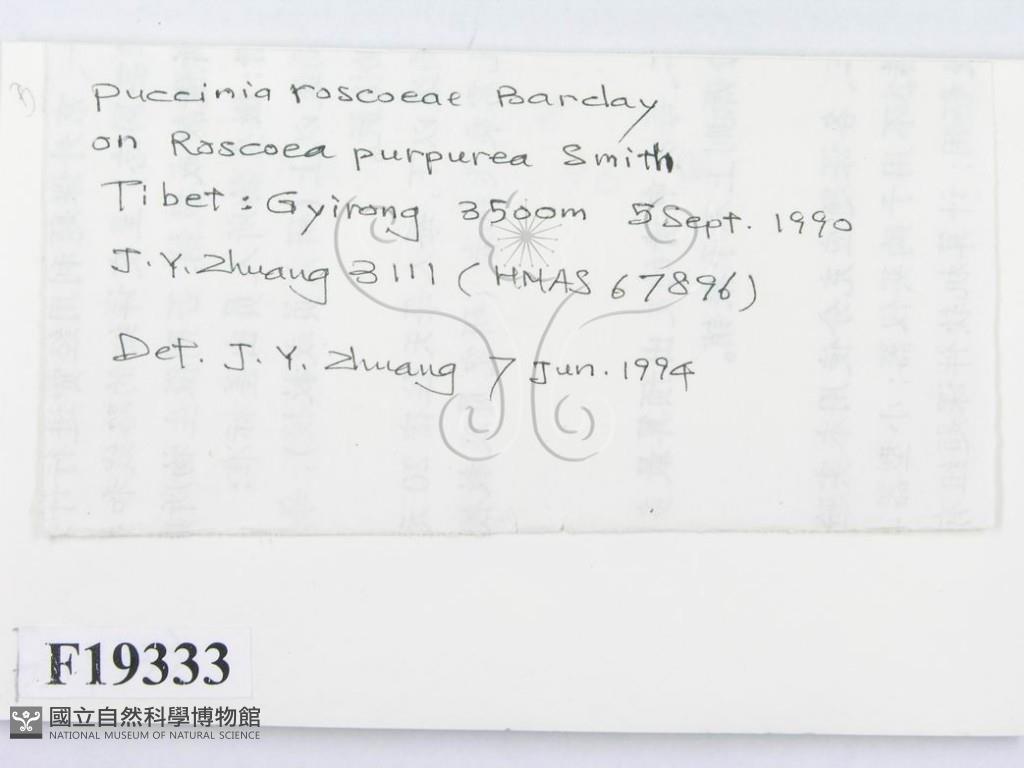 Puccinia roscoeae Barclay
on Roscoea purpurea Smith
Tibet: Gyirong 3500m 5 Sept. 1990
J.Y. Zhuang 3111 (HMAS 67896)
Det. J.Y. Zhuang 7 Jun. 1994
F19333
國立自然科學博物館
NATIONAL MUSEUM OF NATURAL SCIENCE